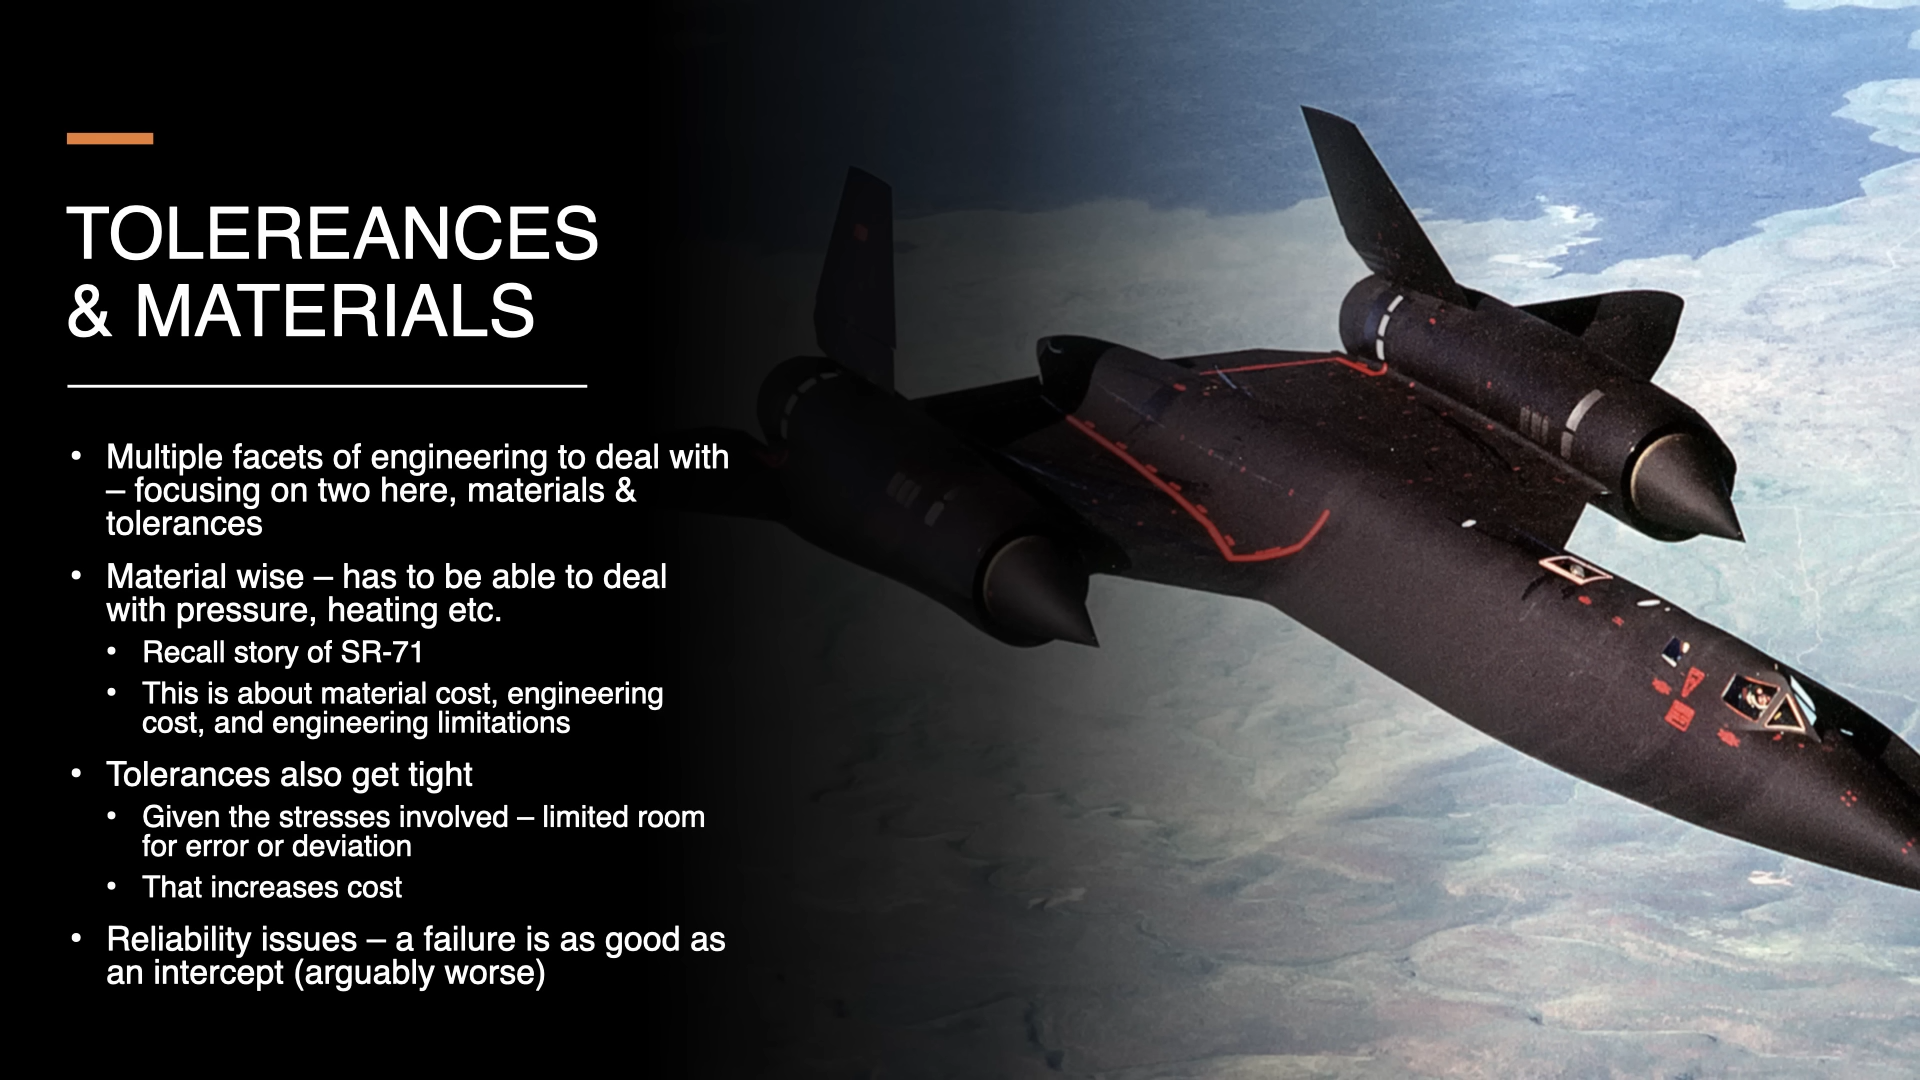 TOLEREANCES
& MATERIALS
• Multiple facets of engineering to deal with
– focusing on two here, materials &
tolerances
• Material wise – has to be able to deal
with pressure, heating etc.
• Recall story of SR-71
• This is about material cost, engineering
cost, and engineering limitations
• Tolerances also get tight
• Given the stresses involved – limited room
for error or deviation
• That increases cost
• Reliability issues – a failure is as good as
an intercept (arguably worse)